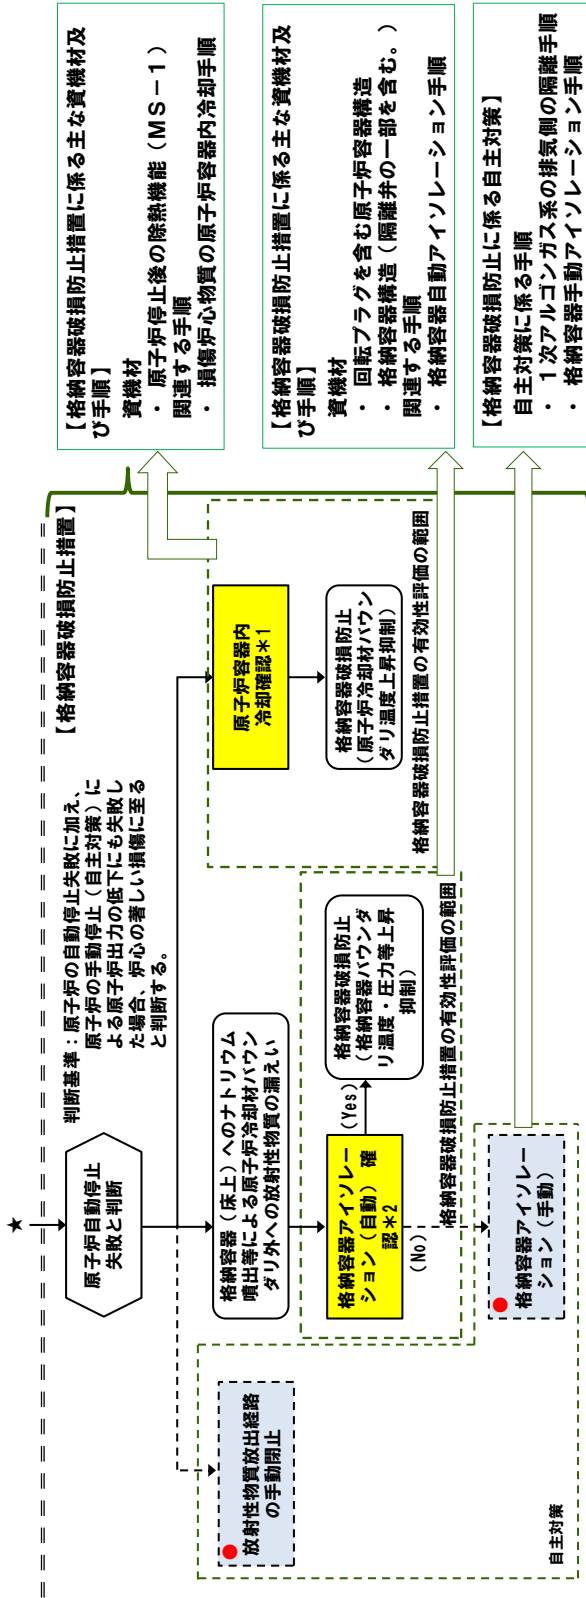 【格納容器破損防止措置】
★
原子炉自動停止
失敗と判断
判断基準：原子炉の自動停止失敗に加え、
原子炉の手動停止（自主対策）に
よる原子炉出力の低下にも失敗し
た場合、炉心の著しい損傷に至る
と判断する。
放射性物質放出経路
の手動閉止
格納容器（床上）へのナトリウム
噴出等による原子炉冷却材バウン
ダリ外への放射性物質の漏えい
原子炉容器内
冷却確認＊1
格納容器アイソレー
ション（自動）確
認＊2
(Yes)
(No)
格納容器破損防止
（格納容器バウンダ
リ温度・圧力等上昇
抑制）
格納容器破損防止
（原子炉冷却材バウン
ダリ温度上昇抑制）
格納容器破損防止措置の有効性評価の範囲
格納容器破損防止措置の有効性評価の範囲
格納容器アイソレー
ション（手動）
自主対策
【格納容器破損防止措置に係る主な資機材及
び手順】
資機材
・ 原子炉停止後の除熱機能（ＭＳ－１）
関連する手順
・ 損傷炉心物質の原子炉容器内冷却手順
【格納容器破損防止措置に係る主な資機材及
び手順】
資機材
・ 回転プラグを含む原子炉容器構造
・ 格納容器構造（隔離弁の一部を含む。）
関連する手順
・ 格納容器自動アイソレーション手順
【格納容器破損防止に係る自主対策】
自主対策に係る手順
・ １次アルゴンガス系の排気側の隔離手順
・ 格納容器手動アイソレーション手順